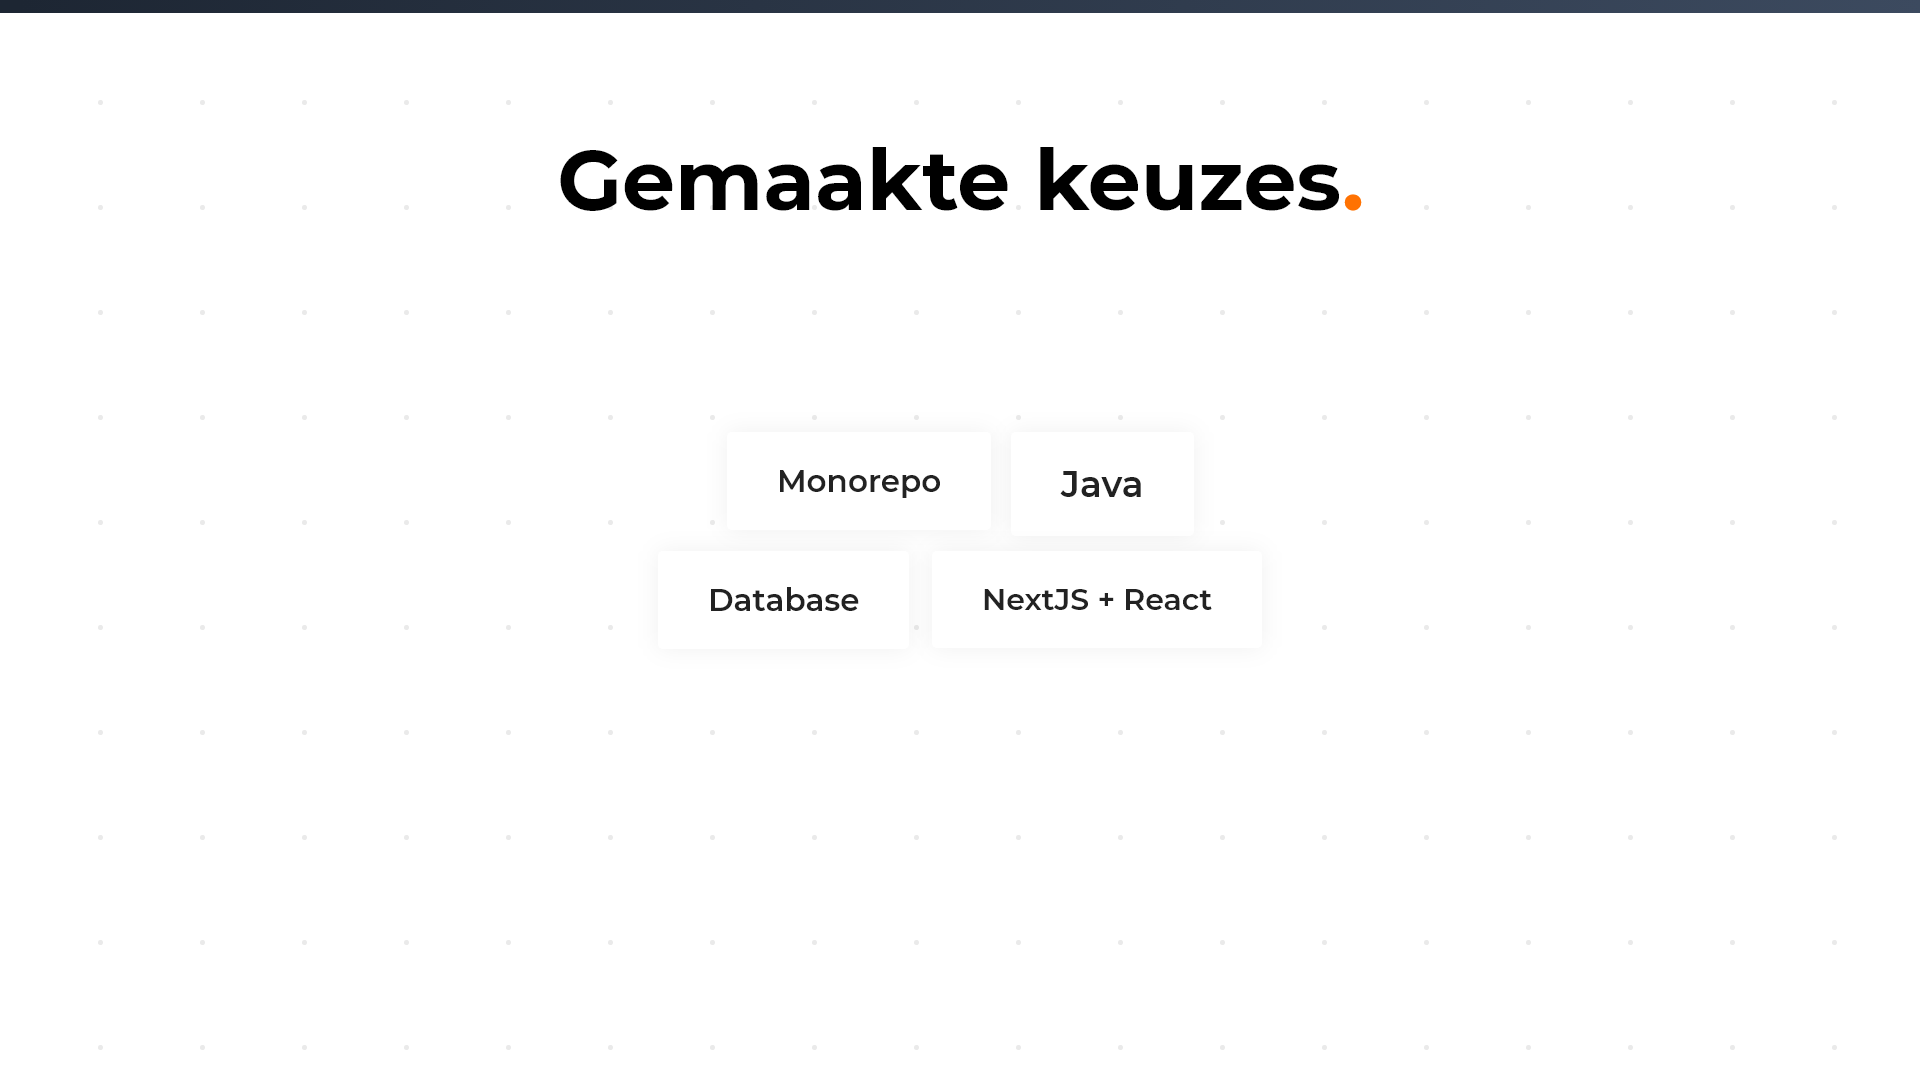 Gemaakte keuzes.
Monorepo
Java
Database
NextJS + React